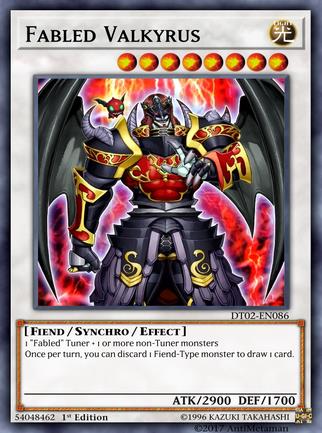 FABLED VALKYRUS
LIGHT
光
DT02-EN086
[FIEND / SYNCHRO / EFFECT]
1 "Fabled" Tuner + 1 or more non-Tuner monsters
Once per turn, you can discard 1 Fiend-Type monster to draw 1 card.
ATK/2900 DEF/1700
54048462 1st Edition ©1996 KAZUKI TAKAHASHI
©2017 AntiMetaman